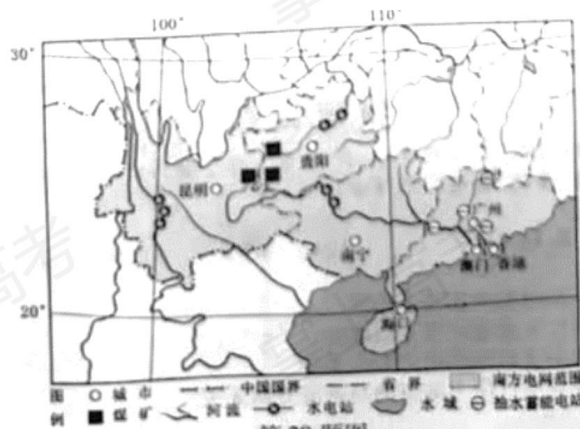 100°
110°
30°
贵阳
昆明
广州
南宁
澳门 香港
20°
海口
图 ○ 城 市 中国国界 省 界 南方电网范围
例 ■ 煤 矿 河流 水电站 水 域 抽水蓄能电站